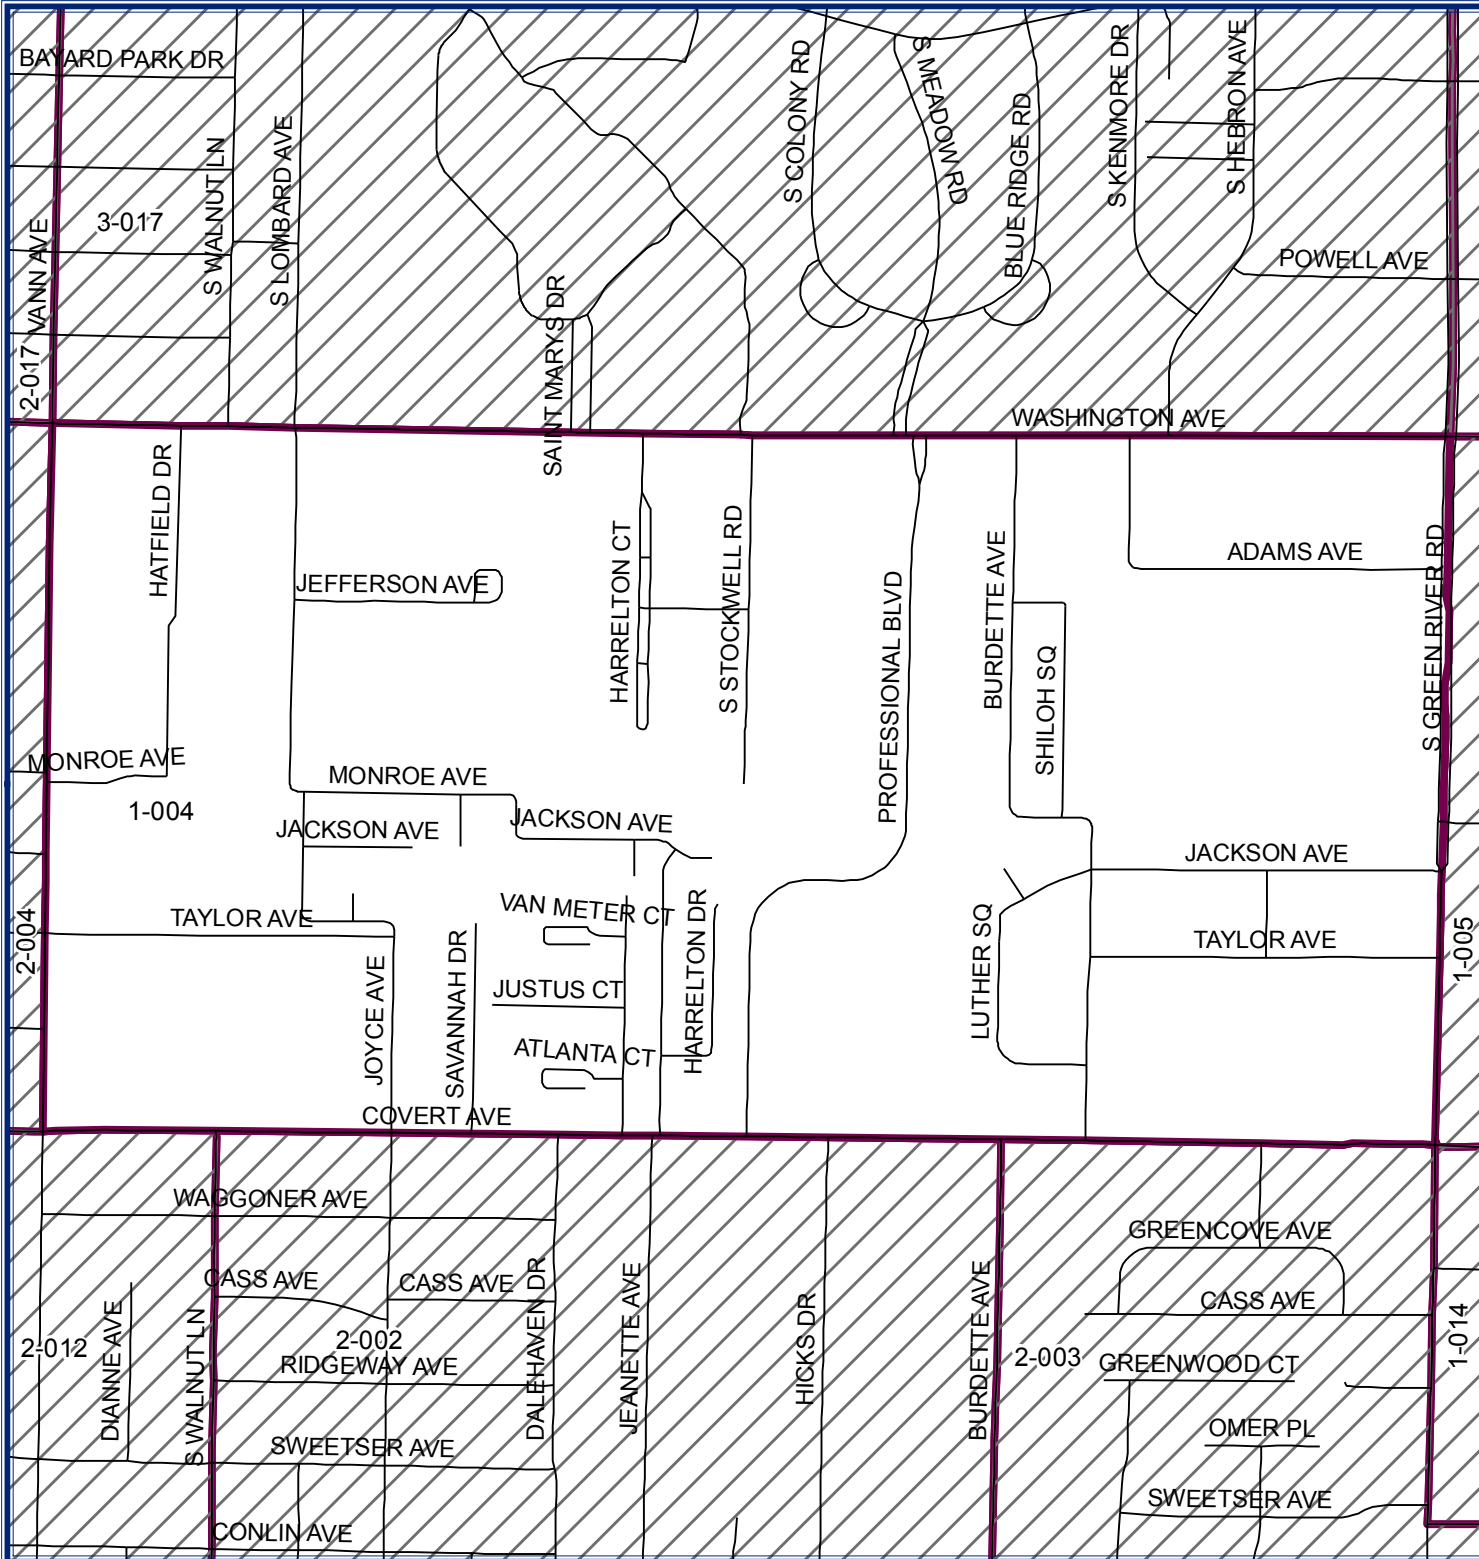 BAYARD PARK DR
S WALNUT LN
S LOMBARD AVE
S COLONY RD
S MEADOW RD
BLUE RIDGE RD
S KENMORE DR
S HEBRON AVE
3-017
VANN AVE
2-017
POWELL AVE
SAINT MARYS DR
WASHINGTON AVE
HATFIELD DR
JEFFERSON AVE
HARRELTON CT
S STOCKWELL RD
PROFESSIONAL BLVD
BURDETTE AVE
SHILOH SQ
ADAMS AVE
S GREEN RIVER RD
MONROE AVE
MONROE AVE
1-004
JACKSON AVE
JACKSON AVE
JACKSON AVE
TAYLOR AVE
VAN METER CT
HARRELTON DR
LUTHER SQ
TAYLOR AVE
2-004
1-005
JOYCE AVE
SAVANNAH DR
JUSTUS CT
ATLANTA CT
COVERT AVE
WAGGONER AVE
GREENCOVE AVE
CASS AVE
CASS AVE
CASS AVE
DIANNE AVE
S WALNUT LN
DALEHAVEN DR
JEANETTE AVE
HICKS DR
BURDETTE AVE
2-012
2-002
2-003
1-014
RIDGEWAY AVE
GREENWOOD CT
OMER PL
SWEETSER AVE
SWEETSER AVE
CONLIN AVE